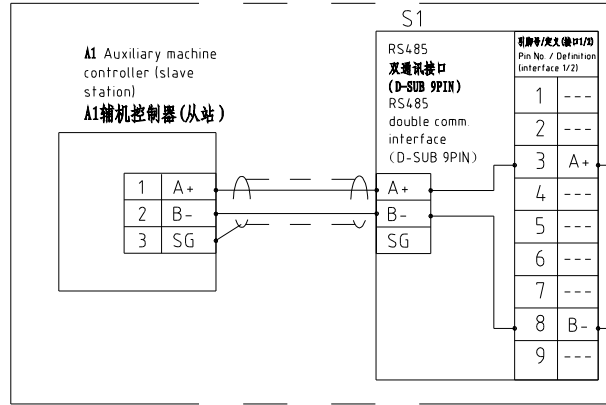 S1
A1 Auxiliary machine
controller (slave
station)
A1辅机控制器(从站)
1 A+
2 B-
3 SG
RS485
双通讯接口
(D-SUB 9PIN)
RS485
double comm.
interface
(D-SUB 9PIN)
A+
B-
SG
引脚号/定义(接口1/2)
Pin No. / Definition
(interface 1/2)
1 ---
2 ---
3 A+
4 ---
5 ---
6 ---
7 ---
8 B-
9 ---